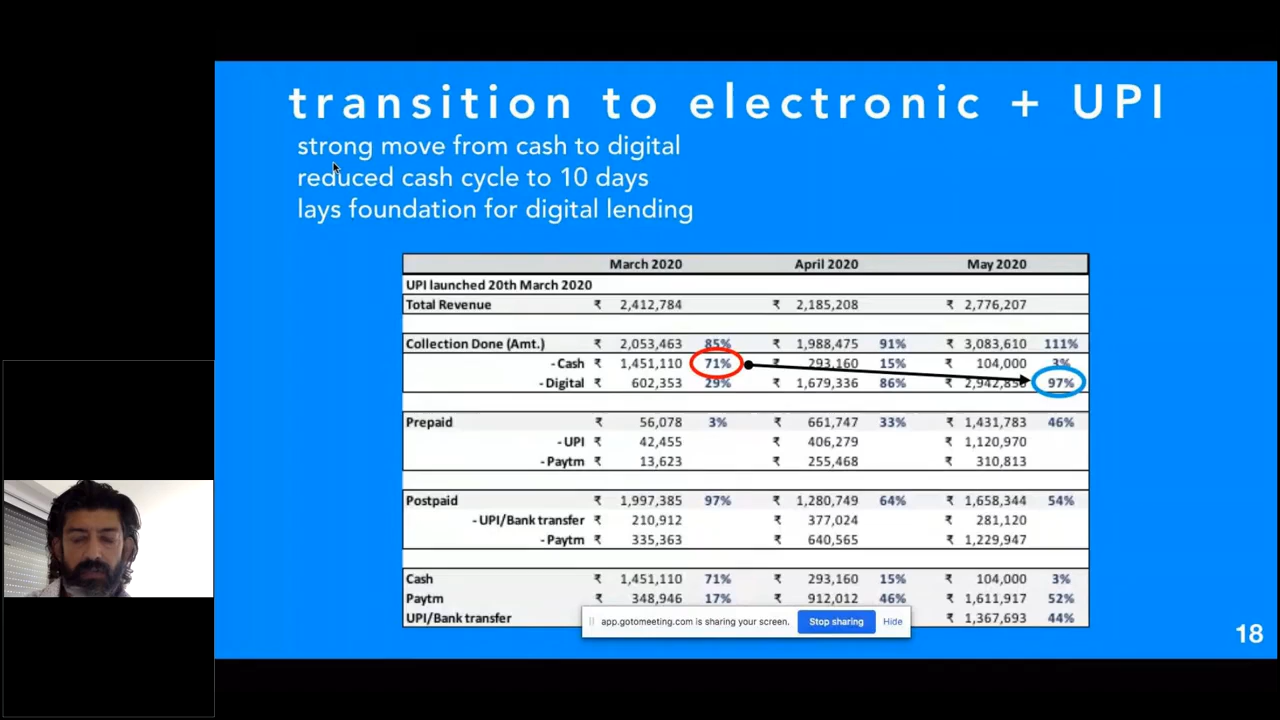 transition to electronic + UPI
strong move from cash to digital
reduced cash cycle to 10 days
lays foundation for digital lending
March 2020 April 2020 May 2020
UPI launched 20th March 2020
Total Revenue ₹ 2,412,784 ₹ 2,185,208 ₹ 2,776,207
Collection Done (Amt.) ₹ 2,053,463 85% ₹ 1,988,475 91% ₹ 3,083,610 111%
- Cash ₹ 1,451,110 71% ₹ 293,160 15% ₹ 104,000 3%
- Digital ₹ 602,353 29% ₹ 1,679,336 86% ₹ 97%
Prepaid ₹ 56,078 3% ₹ 661,747 33% ₹ 1,431,783 46%
- UPI ₹ 42,455 ₹ 406,279 ₹ 1,120,970
- Paytm ₹ 13,623 ₹ 255,468 ₹ 310,813
Postpaid ₹ 1,997,385 97% ₹ 1,280,749 64% ₹ 1,658,344 54%
- UPI/Bank transfer ₹ 210,912 ₹ 377,024 ₹ 281,120
- Paytm ₹ 335,363 ₹ 640,565 ₹ 1,229,947
Cash ₹ 1,451,110 71% ₹ 293,160 15% ₹ 104,000 3%
Paytm ₹ 348,946 17% ₹ 912,012 46% ₹ 1,611,917 52%
UPI/Bank transfer ₹ 1,367,693 44%
app.gotomeeting.com is sharing your screen. Stop sharing Hide
18